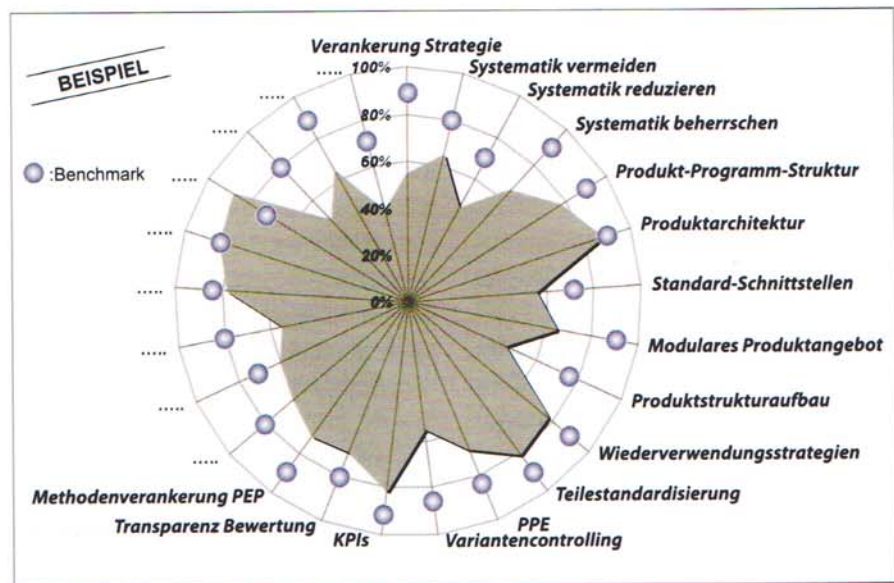 BEISPIEL
:Benchmark
Verankerung Strategie
Systematik vermeiden
Systematik reduzieren
Systematik beherrschen
Produkt-Programm-Struktur
Produktarchitektur
Standard-Schnittstellen
Modulares Produktangebot
Produktstrukturaufbau
Wiederverwendungsstrategien
Teilestandardisierung
PPE
Variantencontrolling
KPIs
Transparenz Bewertung
Methodenverankerung PEP
.....
.....
.....
.....
.....
.....
.....
.....
.....
100%
80%
60%
40%
20%
0%